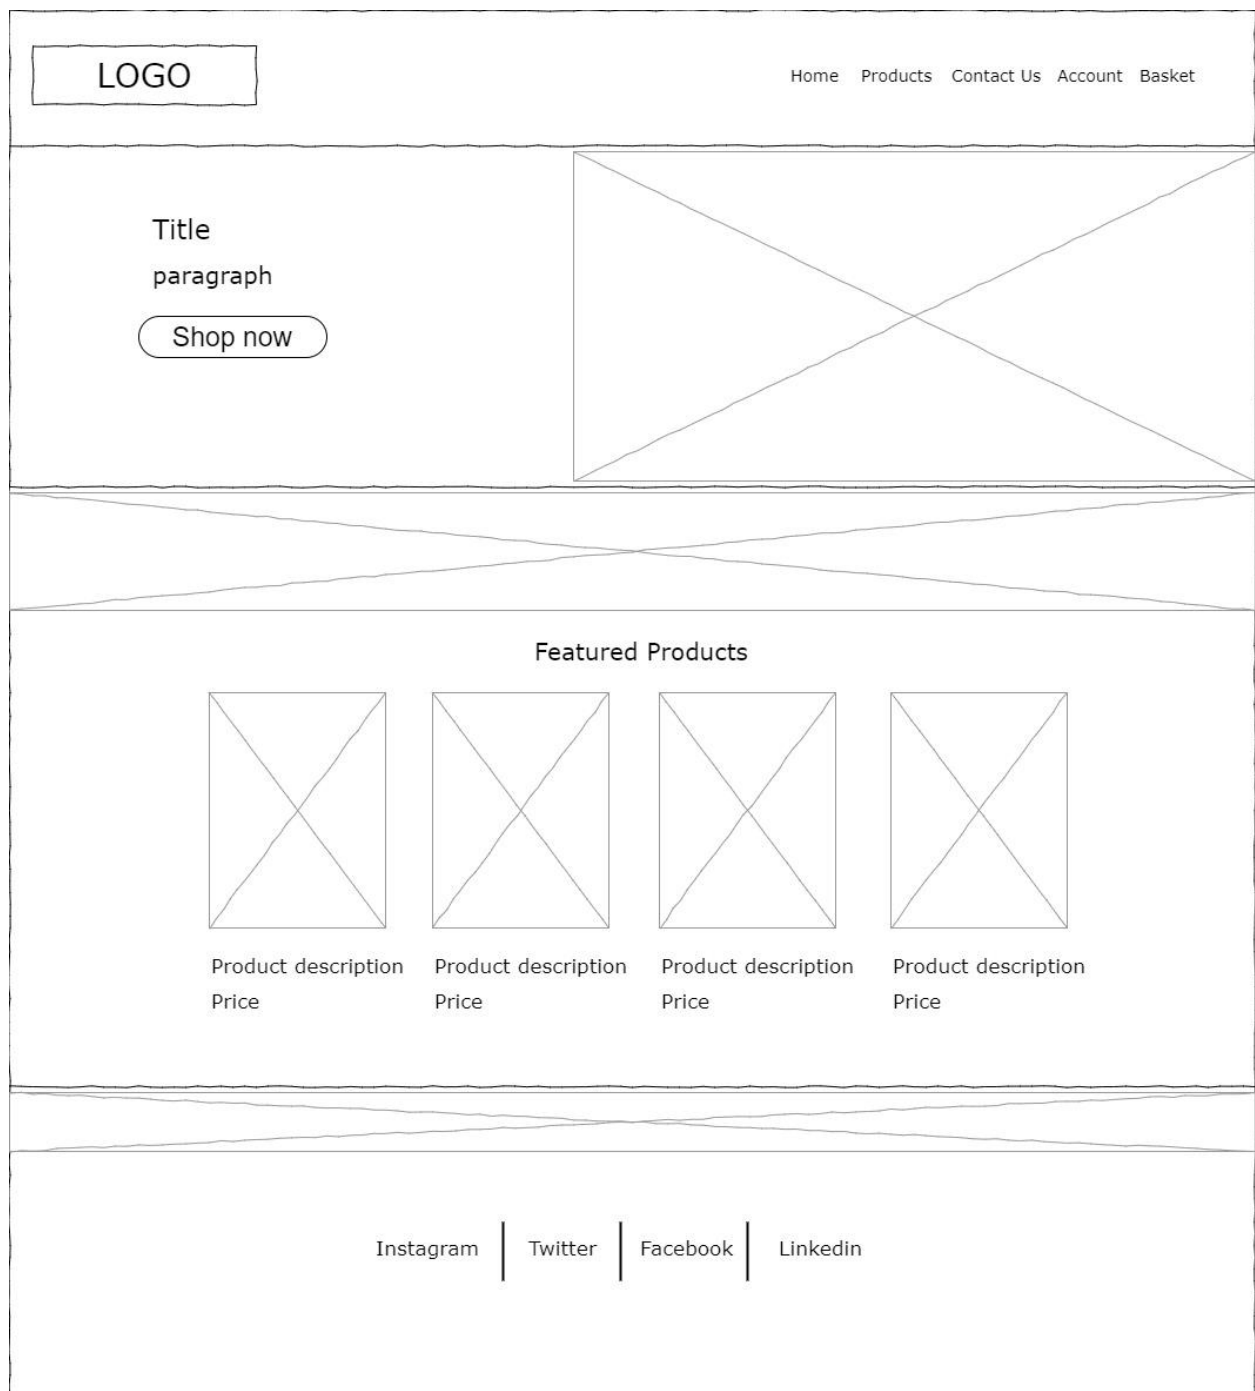 LOGO
Home Products Contact Us Account Basket
Title
paragraph
Shop now
Featured Products
Product description Product description Product description Product description
Price Price Price Price
Instagram Twitter Facebook Linkedin